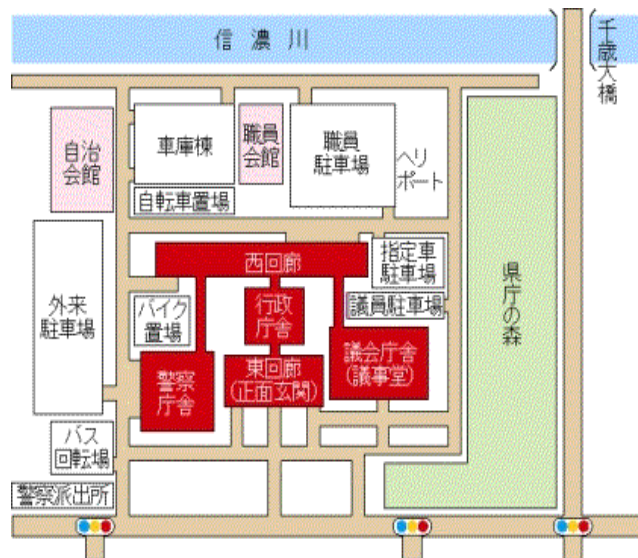 信濃川
千歳大橋
自治
会館
車庫棟
職員
会館
職員
駐車場
ヘリ
ポート
自転車置場
外来
駐車場
西回廊
指定車
駐車場
県庁の森
バイク
置場
行政
庁舎
議員駐車場
警察
庁舎
東回廊
(正面玄関)
議会庁舎
(議事堂)
バス
回転場
警察派出所